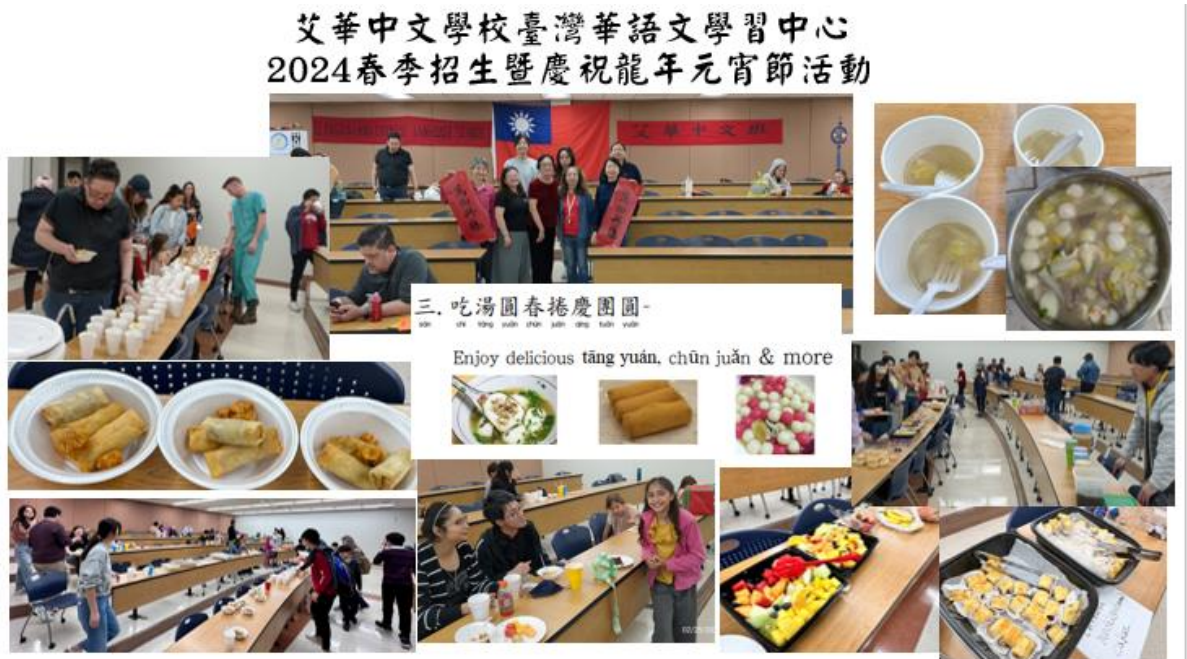 艾華中文學校臺灣華語文學習中心
2024春季招生暨慶祝龍年元宵節活動
艾華中文班
三.吃湯圓春捲慶團圓-
sān chī tāng yuán chūn juǎn qìng tuán yuán
Enjoy delicious tāng yuán, chūn juǎn & more